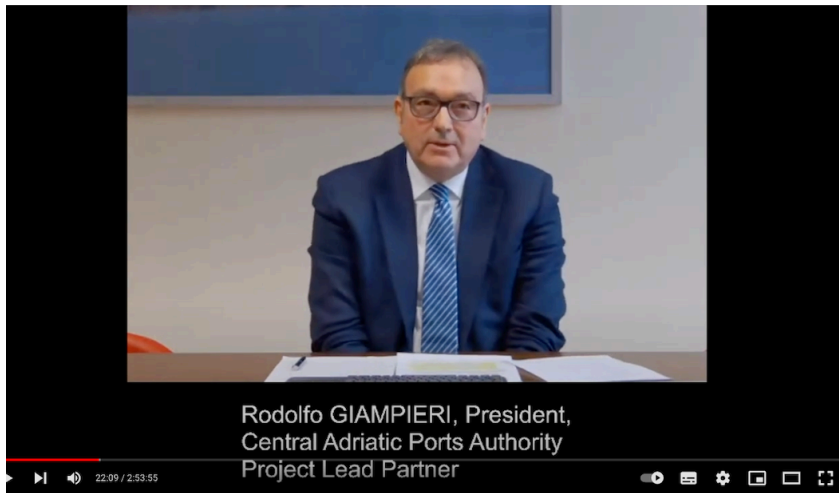 Rodolfo GIAMPIERI, President,
Central Adriatic Ports Authority
Project Lead Partner
22:09 / 2:53:55